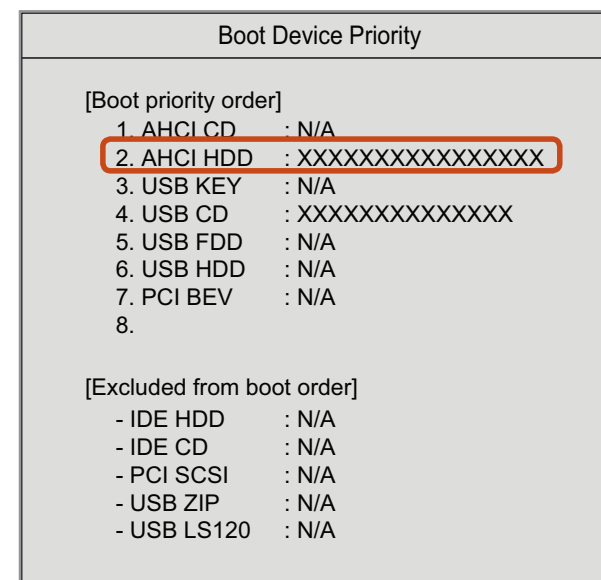 Boot Device Priority
[Boot priority order]
1. AHCI CD : N/A
2. AHCI HDD : XXXXXXXXXXXXXXXX
3. USB KEY : N/A
4. USB CD : XXXXXXXXXXXXXX
5. USB FDD : N/A
6. USB HDD : N/A
7. PCI BEV : N/A
8.
[Excluded from boot order]
- IDE HDD : N/A
- IDE CD : N/A
- PCI SCSI : N/A
- USB ZIP : N/A
- USB LS120 : N/A